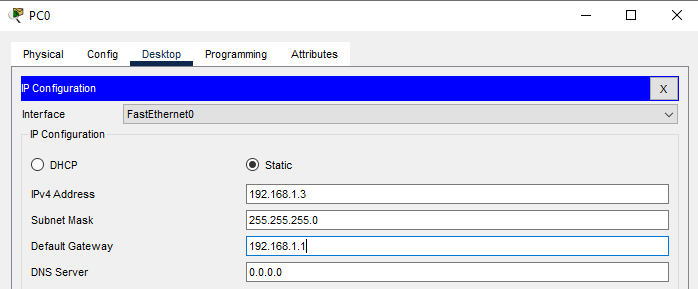 PC0
Physical Config Desktop Programming Attributes
IP Configuration X
Interface FastEthernet0
IP Configuration
DHCP Static
IPv4 Address 192.168.1.3
Subnet Mask 255.255.255.0
Default Gateway 192.168.1.1
DNS Server 0.0.0.0